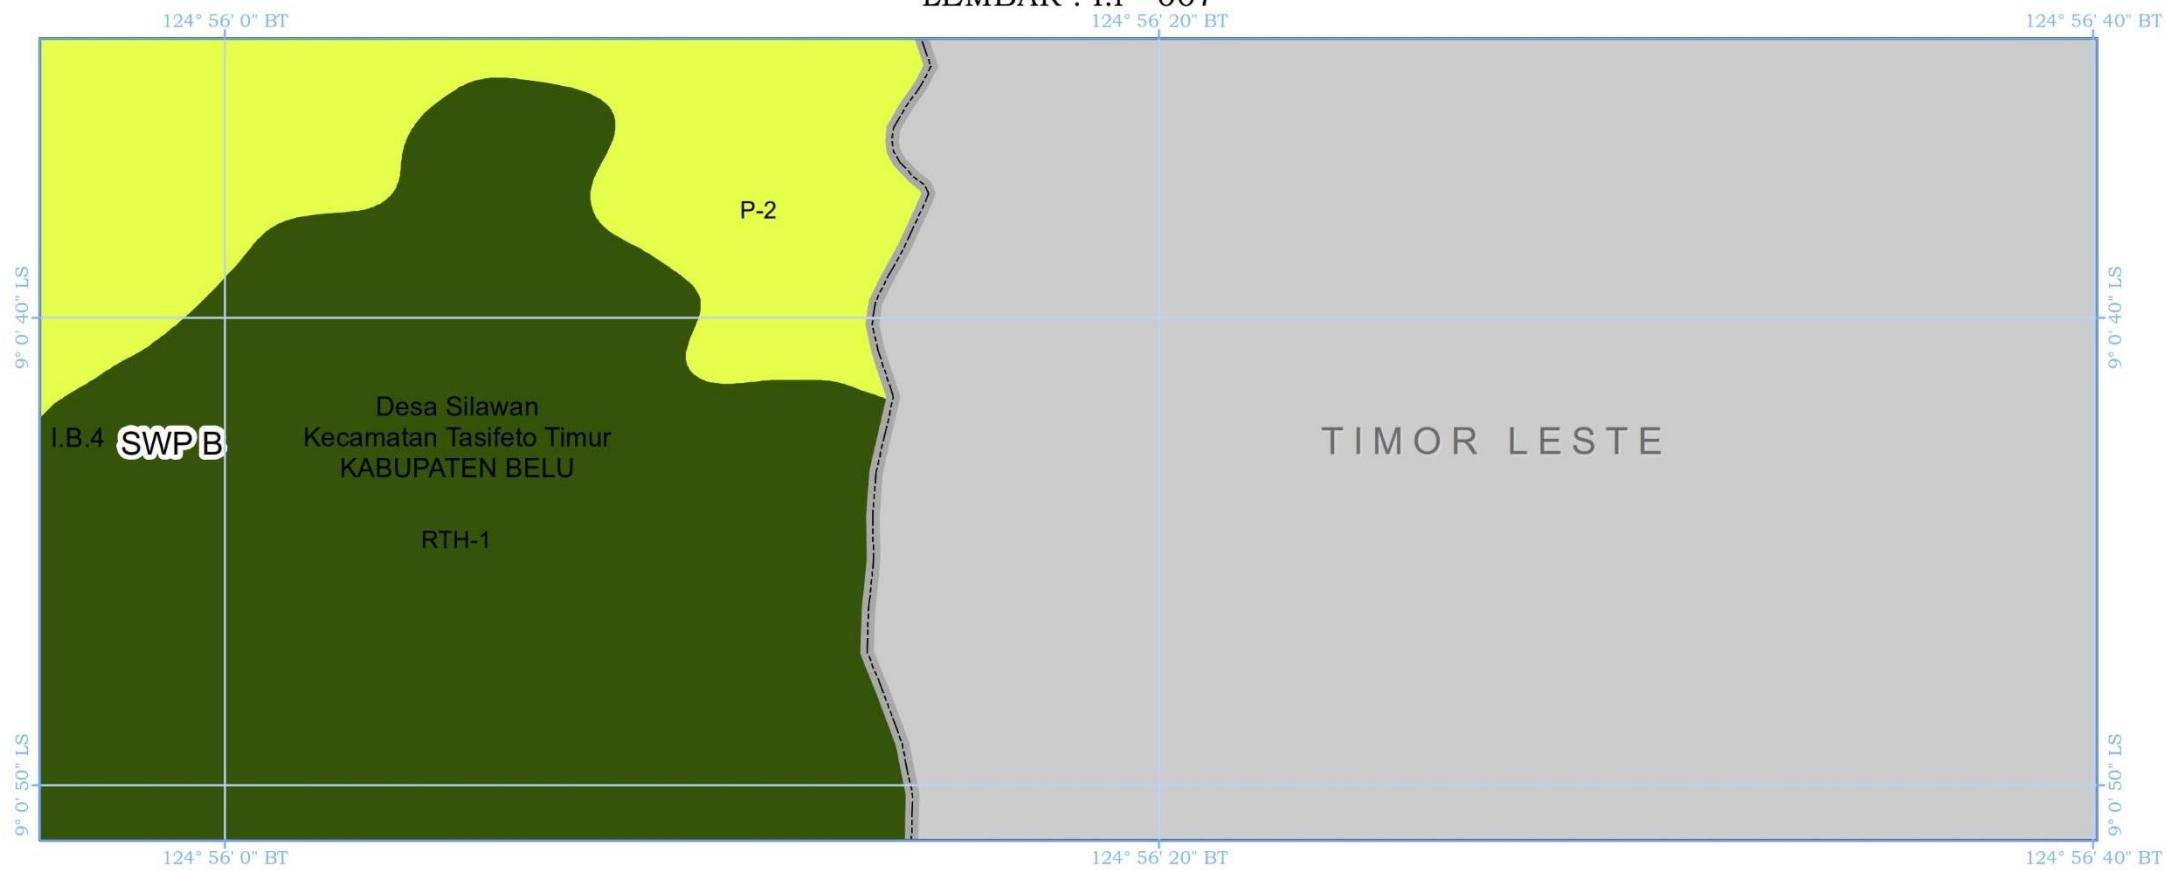 124° 56' 0" BT
124° 56' 20" BT
124° 56' 40" BT
P-2
9° 0' 40" LS
9° 0' 40" LS
Desa Silawan
I.B.4
SWP B
Kecamatan Tasifeto Timur
TIMOR LESTE
KABUPATEN BELU
RTH-1
9° 0' 50" LS
9° 0' 50" LS
124° 56' 0" BT
124° 56' 20" BT
124° 56' 40" BT